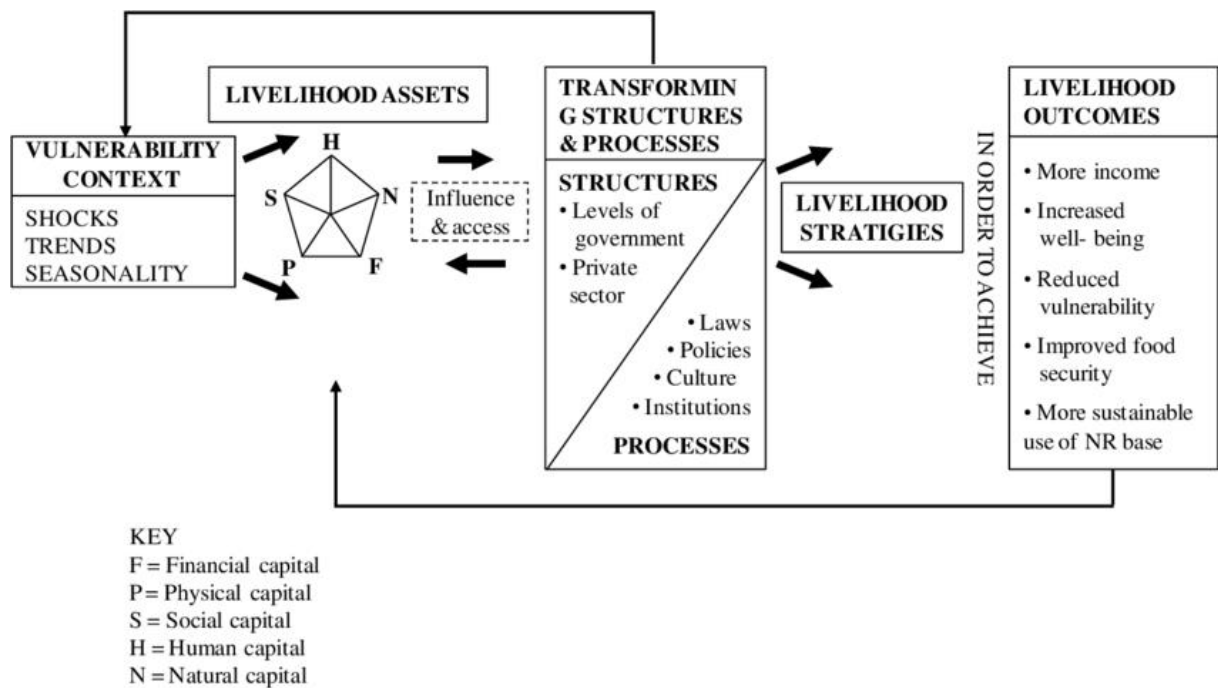 LIVELIHOOD ASSETS
VULNERABILITY
CONTEXT
SHOCKS
TRENDS
SEASONALITY
H
S
N
P
F
Influence
& access
TRANSFORMIN
G STRUCTURES
& PROCESSES
STRUCTURES
• Levels of
government
• Private
sector
• Laws
• Policies
• Culture
• Institutions
PROCESSES
LIVELIHOOD
STRATIGIES
IN ORDER TO ACHIEVE
LIVELIHOOD
OUTCOMES
• More income
• Increased
well- being
• Reduced
vulnerability
• Improved food
security
• More sustainable
use of NR base
KEY
F = Financial capital
P = Physical capital
S = Social capital
H = Human capital
N = Natural capital